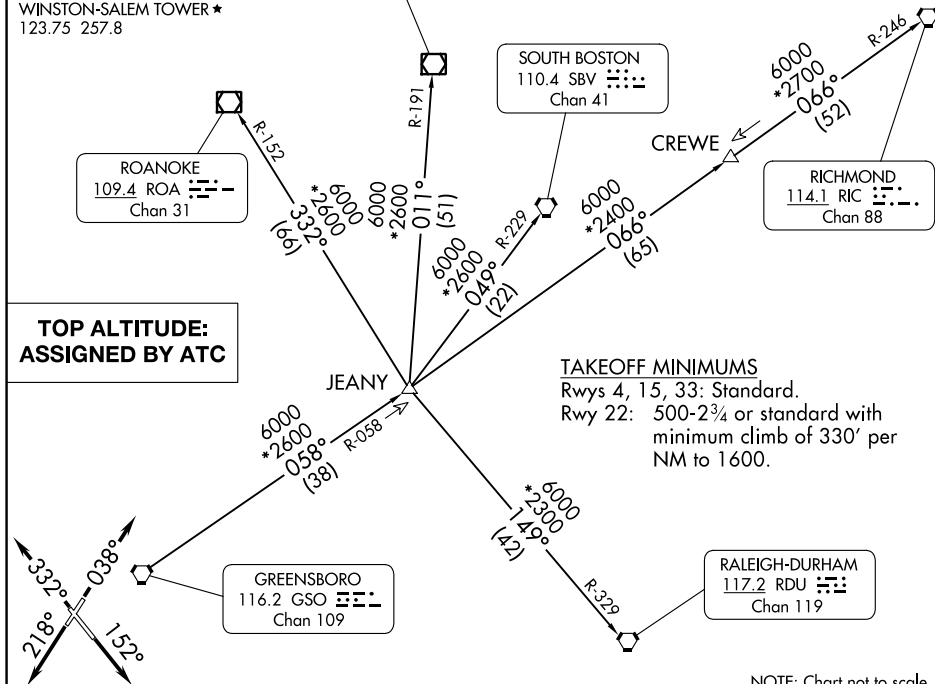 WINSTON-SALEM TOWER★
123.75 257.8
SOUTH BOSTON
110.4 SBV
Chan 41
R-246
6000
*2700
066°
(52)
CREWE
RICHMOND
114.1 RIC
Chan 88
R-191
R-152
ROANOKE
109.4 ROA
Chan 31
6000
*2600
332°
(66)
6000
*2600
011°
(51)
R-229
6000
*2600
049°
(22)
6000
*2400
066°
(65)
TOP ALTITUDE:
ASSIGNED BY ATC
JEANY
R-058
TAKEOFF MINIMUMS
Rwys 4, 15, 33: Standard.
Rwy 22: 500-2¾ or standard with
minimum climb of 330' per
NM to 1600.
6000
*2600
058°
(38)
6000
*2300
149°
(42)
R-329
RALEIGH-DURHAM
117.2 RDU
Chan 119
GREENSBORO
116.2 GSO
Chan 109
332°
038°
218°
152°
NOTE: Chart not to scale